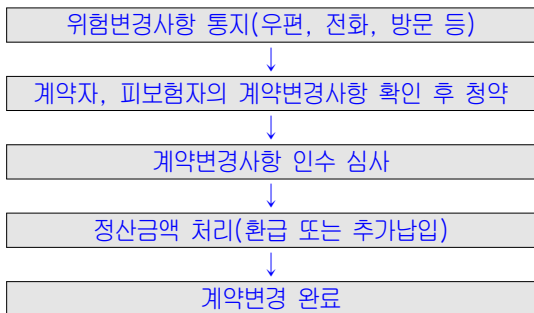 위험변경사항 통지(우편, 전화, 방문 등)
↓
계약자, 피보험자의 계약변경사항 확인 후 청약
↓
계약변경사항 인수 심사
↓
정산금액 처리(환급 또는 추가납입)
↓
계약변경 완료